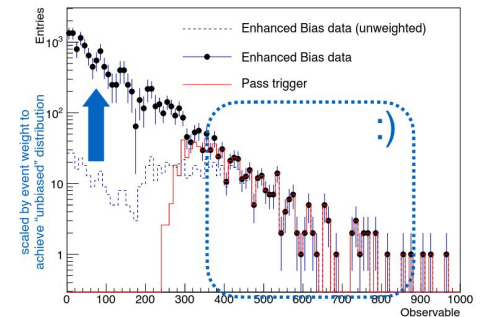 Entries
Enhanced Bias data (unweighted)
Enhanced Bias data
Pass trigger
10³
10²
10
1
scaled by event weight to
achieve "unbiased" distribution
:)
0 100 200 300 400 500 600 700 800 900 1000
Observable